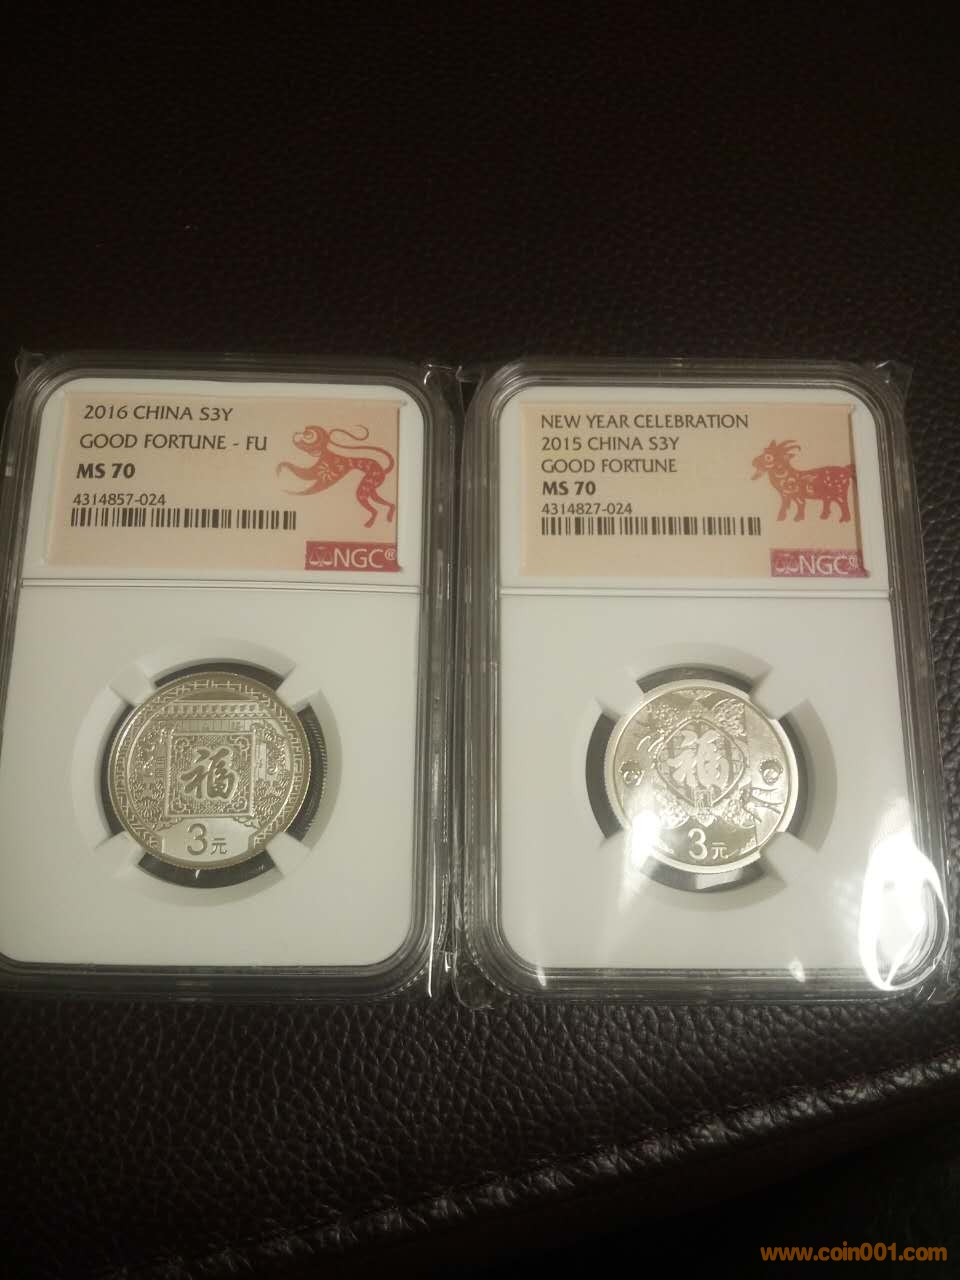 2016 CHINA S3Y
GOOD FORTUNE - FU
MS 70
4314857-024
NGC®
福
3元
NEW YEAR CELEBRATION
2015 CHINA S3Y
GOOD FORTUNE
MS 70
4314827-024
NGC®
福
3元
www.coin001.com